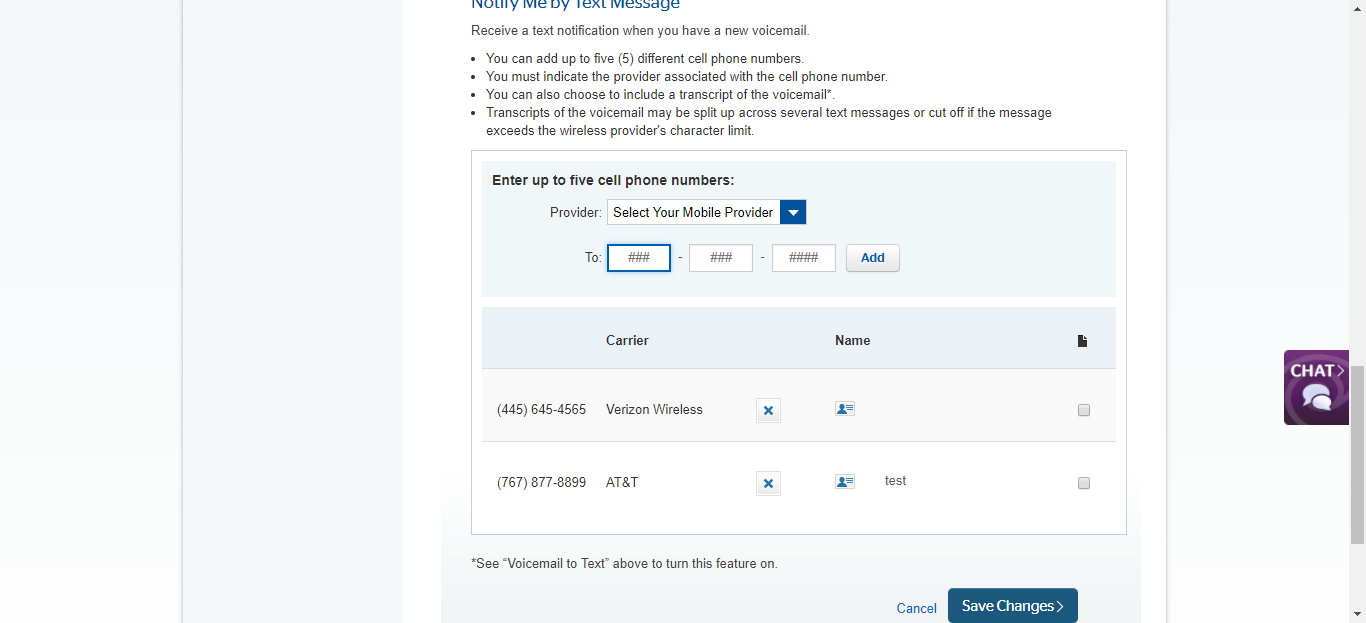 Notify Me by Text Message
Receive a text notification when you have a new voicemail.
• You can add up to five (5) different cell phone numbers.
• You must indicate the provider associated with the cell phone number.
• You can also choose to include a transcript of the voicemail*.
• Transcripts of the voicemail may be split up across several text messages or cut off if the message
exceeds the wireless provider's character limit.
Enter up to five cell phone numbers:
Provider: Select Your Mobile Provider
To: ### - ### - #### Add
Carrier Name
(445) 645-4565 Verizon Wireless
(767) 877-8899 AT&T test
CHAT>
*See “Voicemail to Text” above to turn this feature on.
Cancel Save Changes>